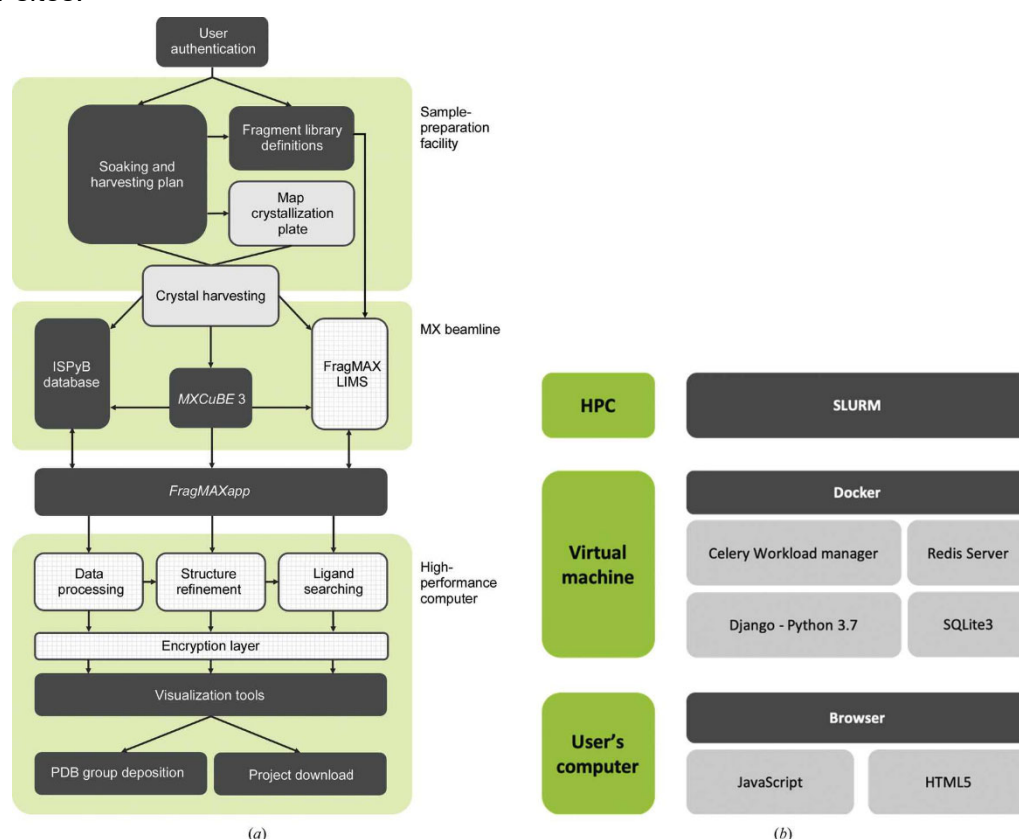 User
authentication
Sample-
preparation
facility
Soaking and
harvesting plan
Fragment library
definitions
Map
crystallization
plate
Crystal harvesting
MX beamline
ISPyB
database
MXCuBE 3
FragMAX
LIMS
FragMAXapp
High-
performance
computer
Data
processing
Structure
refinement
Ligand
searching
Encryption layer
Visualization tools
PDB group deposition
Project download
(a)
HPC
SLURM
Virtual
machine
Docker
Celery Workload manager
Redis Server
Django - Python 3.7
SQLite3
User's
computer
Browser
JavaScript
HTML5
(b)